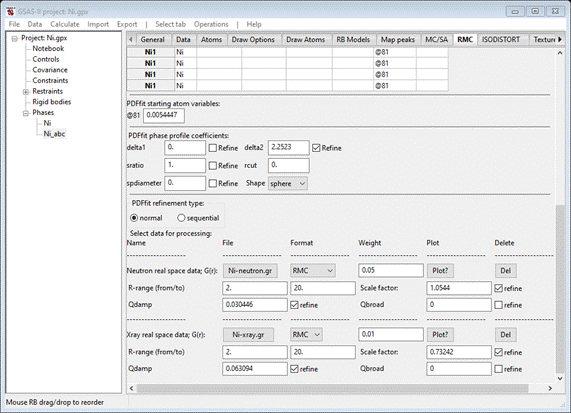 GSAS-II project: Ni.gpx
File Data Calculate Import Export | Select tab Operations | Help
Project: Ni.gpx
Notebook
Controls
Covariance
Constraints
Restraints
Rigid bodies
Phases
Ni
Ni_abc
General Data Atoms Draw Options Draw Atoms RB Models Map peaks MC/SA RMC ISODISTORT Texture
Ni1 Ni @81
Ni1 Ni @81
Ni1 Ni @81
Ni1 Ni @81
PDFfit starting atom variables:
@81 0.0054447
PDFfit phase profile coefficients:
delta1 0. Refine delta2 2.2523 Refine
sratio 1. Refine rcut 0.
spdiameter 0. Refine Shape sphere
PDFfit refinement type:
normal sequential
Select data for processing:
Name File Format Weight Plot Delete
Neutron real space data; G(r): Ni-neutron.gr RMC 0.05 Plot? Del
R-range (from/to) 2. 20. Scale factor: 1.0544 refine
Qdamp 0.030446 refine Qbroad 0 refine
Xray real space data; G(r): Ni-xray.gr RMC 0.01 Plot? Del
R-range (from/to) 2. 20. Scale factor: 0.73242 refine
Qdamp 0.063094 refine Qbroad 0 refine
Mouse RB drag/drop to reorder